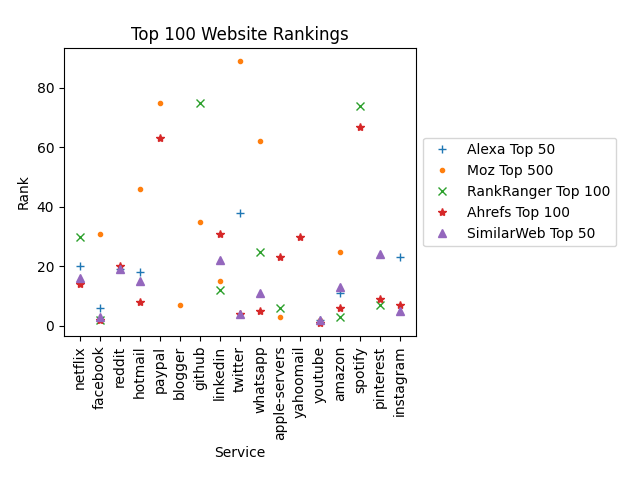 Top 100 Website Rankings
Rank
80
60
40
20
0
netflix
facebook
reddit
hotmail
paypal
blogger
github
linkedin
twitter
whatsapp
apple-servers
yahoomail
youtube
amazon
spotify
pinterest
instagram
Service
Alexa Top 50
Moz Top 500
RankRanger Top 100
Ahrefs Top 100
SimilarWeb Top 50